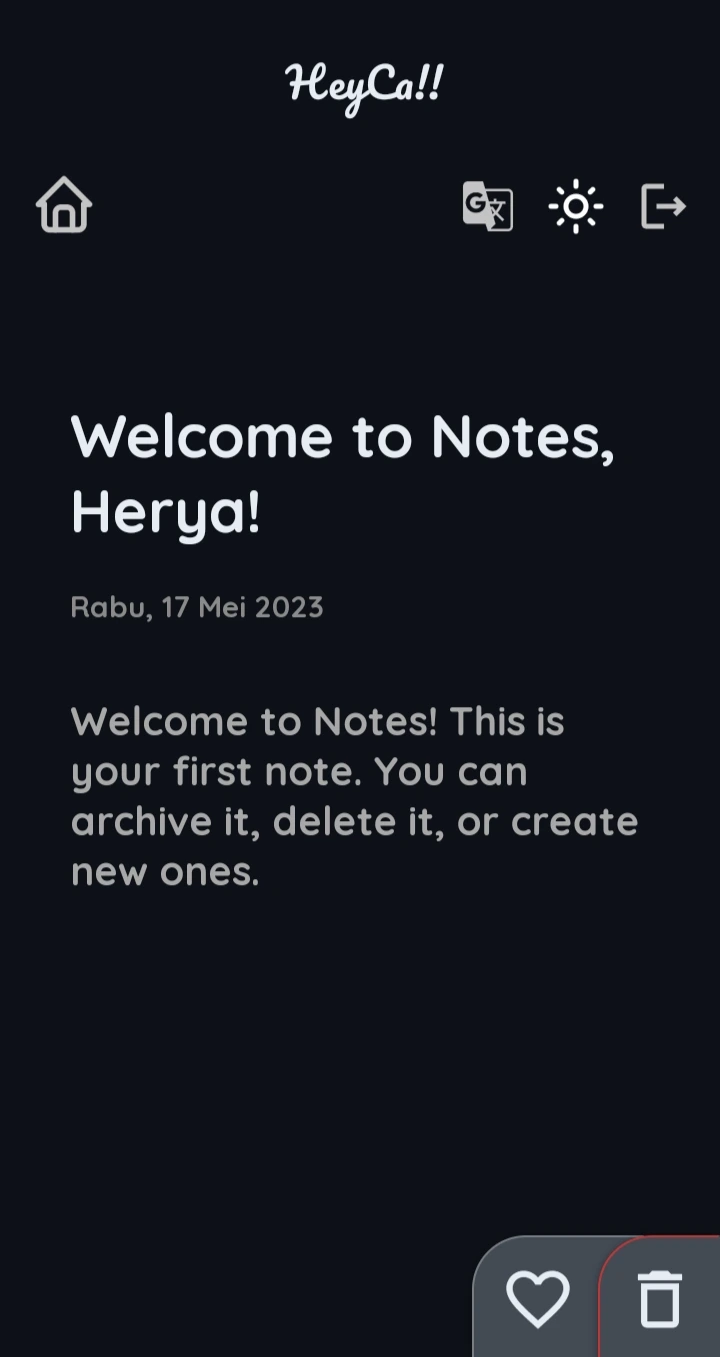 HeyCa!!
G 文
Welcome to Notes,
Herya!
Rabu, 17 Mei 2023
Welcome to Notes! This is
your first note. You can
archive it, delete it, or create
new ones.